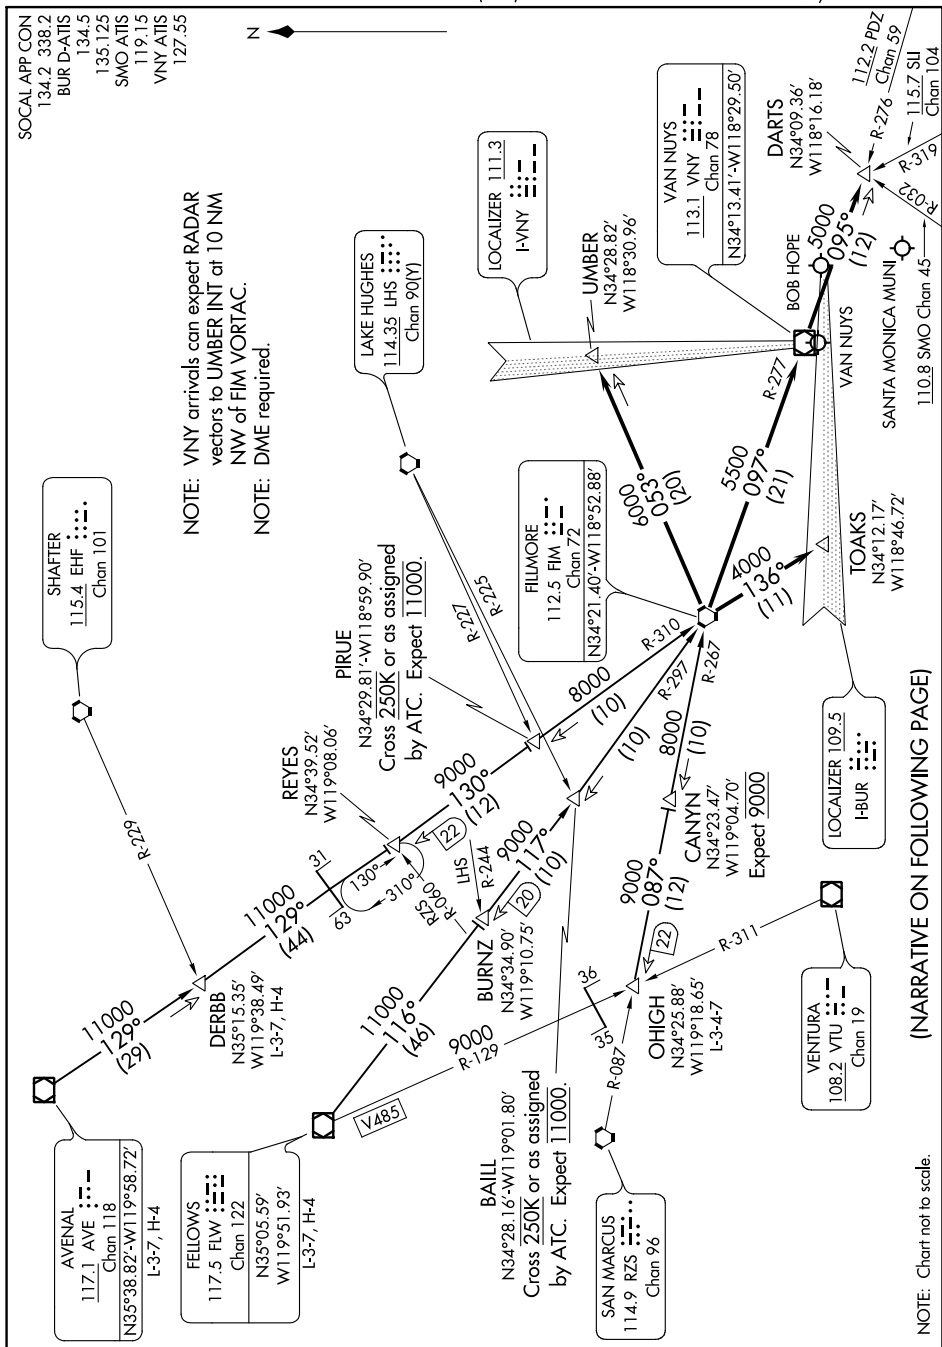 SOCAL APP CON
134.2 338.2
BUR D-ATIS
134.5
135.125
SMO ATIS
119.15
VNY ATIS
127.55
N
NOTE: VNY arrivals can expect RADAR
vectors to UMBER INT at 10 NM
NW of FIM VORTAC.
NOTE: DME required.
SHAFTER
115.4 EHF
Chan 101
R-229
AVENAL
117.1 AVE
Chan 118
N35°38.82'-W119°58.72'
L-3-7, H-4
11000
129°
(29)
DERBB
N35°15.35'
W119°38.49'
L-3-7, H-4
11000
129°
(44)
31
63
130°
310°
REYES
N34°39.52'
W119°08.06'
22
RZS
R-060
9000
130°
(12)
PIRUE
N34°29.81'-W118°59.90'
Cross 250K or as assigned
by ATC. Expect 11000.
8000
(10)
R-310
LAKE HUGHES
114.35 LHS
Chan 90(Y)
R-227
R-225
FELLOWS
117.5 FLW
Chan 122
N35°05.59'
W119°51.93'
L-3-7, H-4
11000
116°
(46)
V485
9000
R-129
LHS
R-244
BURNZ
N34°34.90'
W119°10.75'
20
9000
117°
(10)
BAILL
N34°28.16'-W119°01.80'
Cross 250K or as assigned
by ATC. Expect 11000.
(10)
R-297
SAN MARCUS
114.9 RZS
Chan 96
R-087
35
36
OHIGH
N34°25.88'
W119°18.65'
L-3-4-7
22
9000
087°
(12)
CANYN
N34°23.47'
W119°04.70'
Expect 9000
8000
(10)
R-267
VENTURA
108.2 VTU
Chan 19
R-311
FILLMORE
112.5 FIM
Chan 72
N34°21.40'-W118°52.88'
6000
053°
(20)
UMBER
N34°28.82'
W118°30.96'
LOCALIZER 111.3
I-VNY
5500
097°
(21)
R-277
4000
136°
(11)
TOAKS
N34°12.17'
W118°46.72'
LOCALIZER 109.5
I-BUR
VAN NUYS
113.1 VNY
Chan 78
N34°13.41'-W118°29.50'
VAN NUYS
BOB HOPE
5000
095°
(12)
DARTS
N34°09.36'
W118°16.18'
112.2 PDZ
Chan 59
R-276
115.7 SLI
Chan 104
R-319
R-032
SANTA MONICA MUNI
110.8 SMO Chan 45
(NARRATIVE ON FOLLOWING PAGE)
NOTE: Chart not to scale.